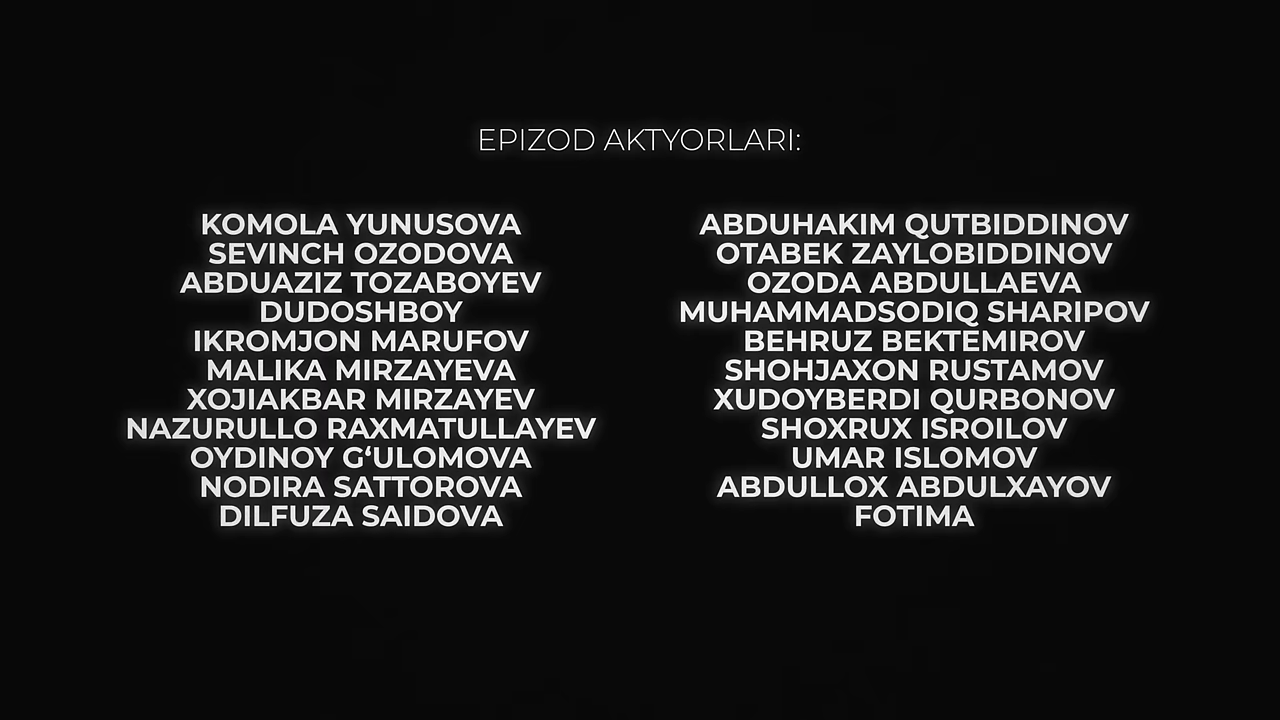 EPIZOD AKTYORLARI:
KOMOLA YUNUSOVA
SEVINCH OZODOVA
ABDUAZIZ TOZABOYEV
DUDOSHBOY
IKROMJON MARUFOV
MALIKA MIRZAYEVA
XOJIAKBAR MIRZAYEV
NAZURULLO RAXMATULLAYEV
OYDINOY G‘ULOMOVA
NODIRA SATTOROVA
DILFUZA SAIDOVA
ABDUHAKIM QUTBIDDINOV
OTABEK ZAYLOBIDDINOV
OZODA ABDULLAEVA
MUHAMMADSODIQ SHARIPOV
BEHRUZ BEKTEMIROV
SHOHJAXON RUSTAMOV
XUDOYBERDI QURBONOV
SHOXRUX ISROILOV
UMAR ISLOMOV
ABDULLOX ABDULXAYOV
FOTIMA